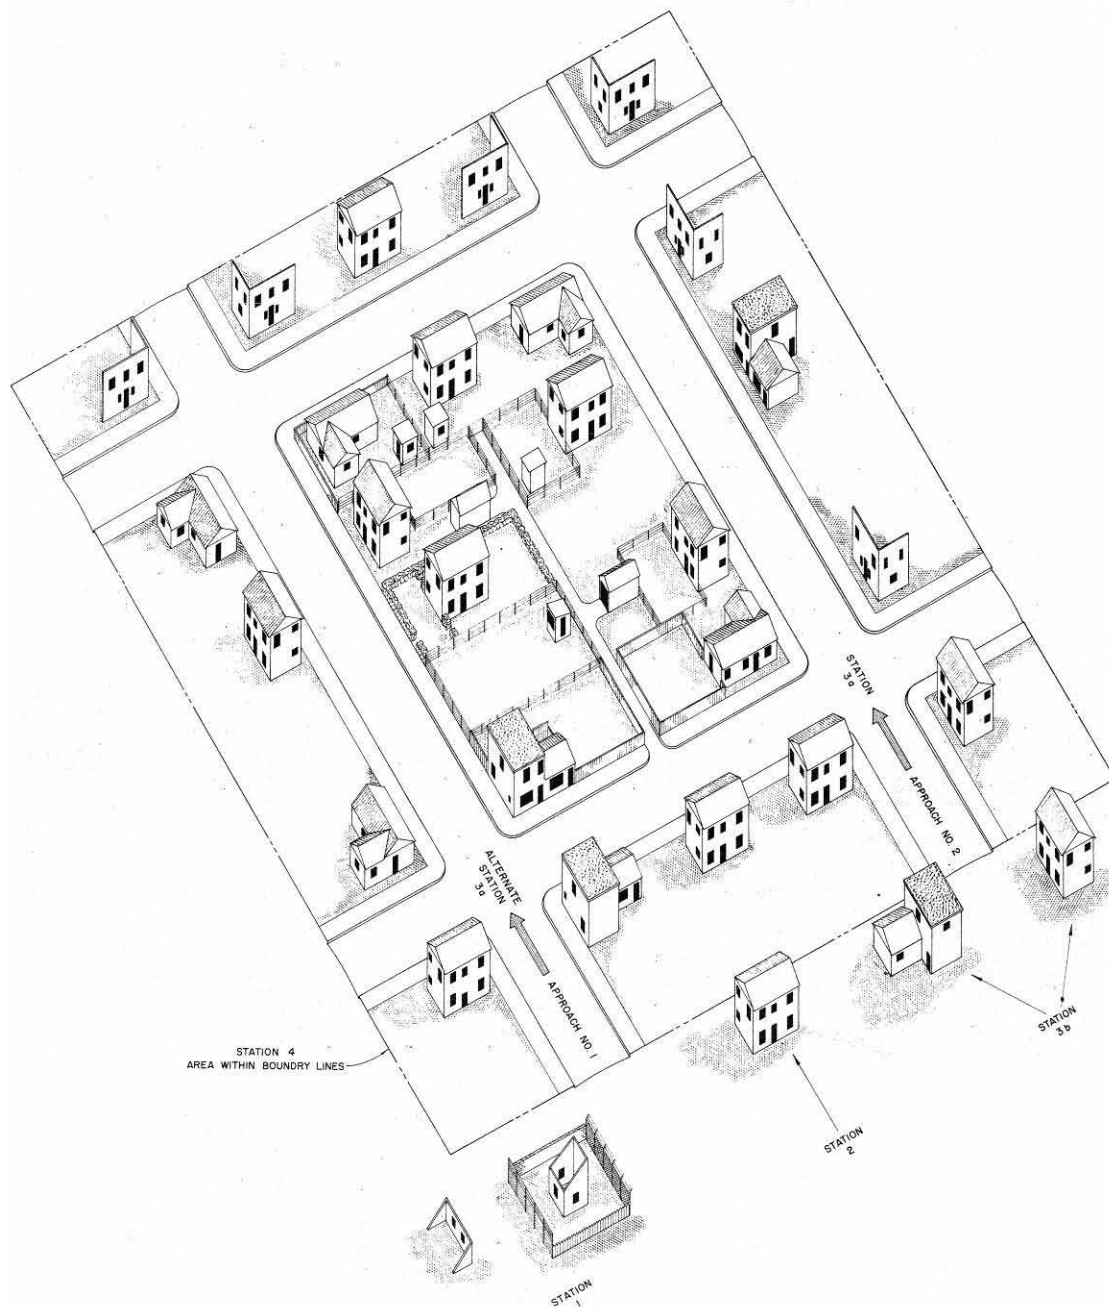 STATION
3a
APPROACH NO. 2
ALTERNATE
STATION
3a
APPROACH NO. 1
STATION
3b
STATION 4
AREA WITHIN BOUNDRY LINES
STATION
2
STATION
1